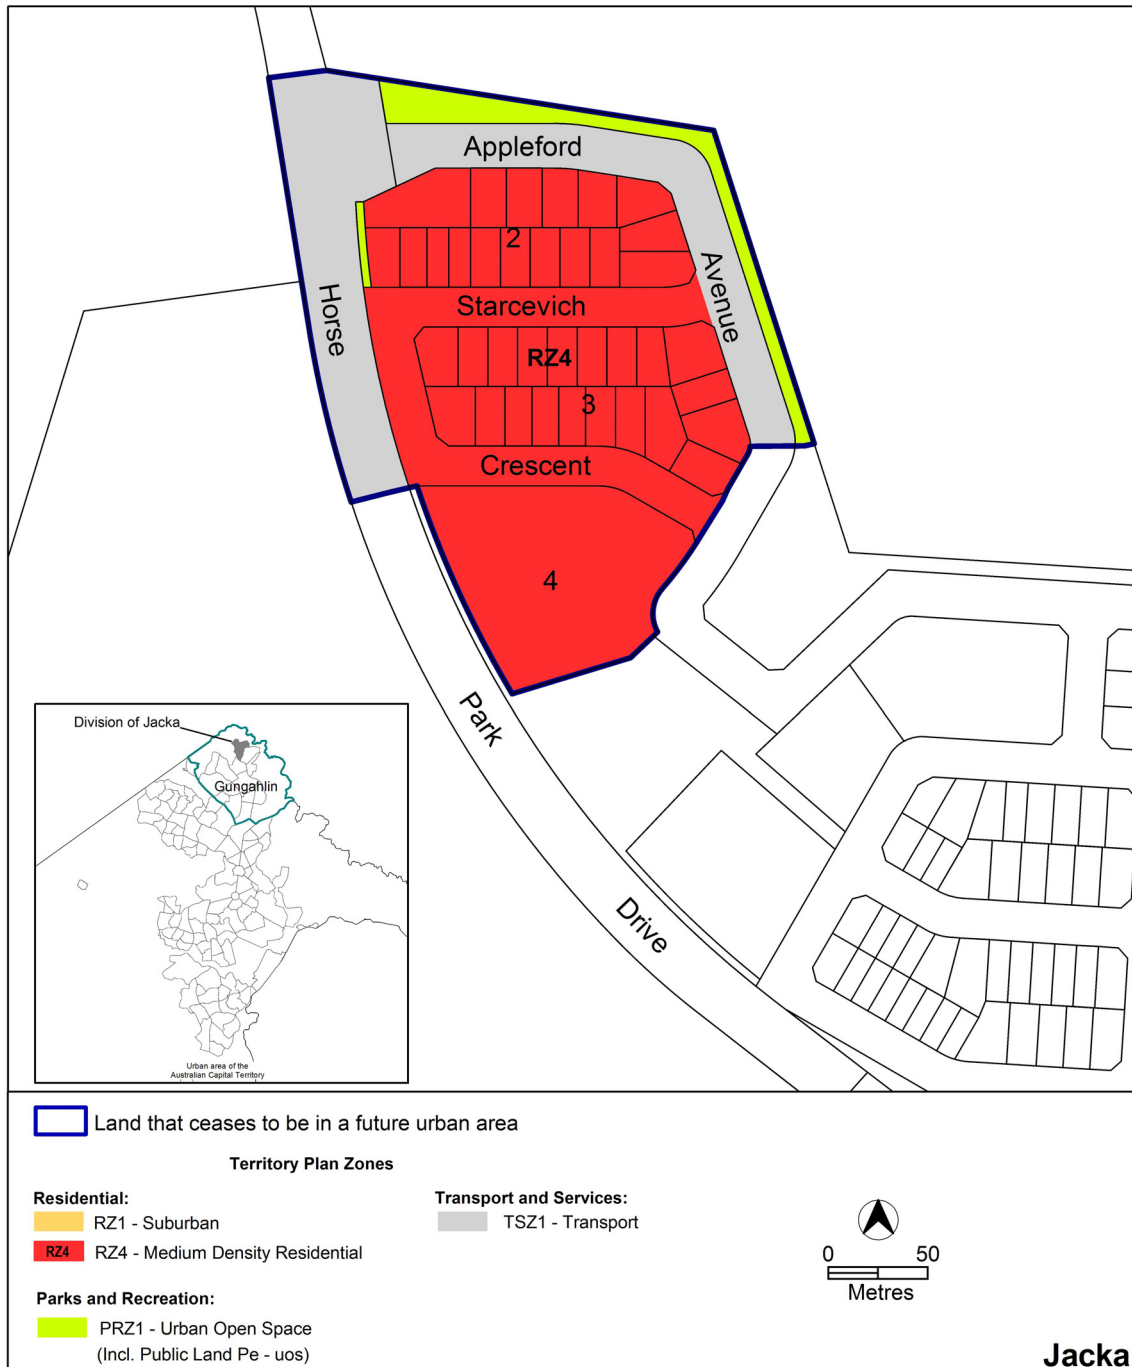 Appleford
2
Avenue
Starcevich
Horse
RZ4
3
Crescent
4
Park
Drive
Division of Jacka
Gungahlin
Urban area of the
Australian Capital Territory
Land that ceases to be in a future urban area
Territory Plan Zones
Residential:
RZ1 - Suburban
RZ4 RZ4 - Medium Density Residential
Parks and Recreation:
PRZ1 - Urban Open Space
(Incl. Public Land Pe - uos)
Transport and Services:
TSZ1 - Transport
0 50
Metres
Jacka